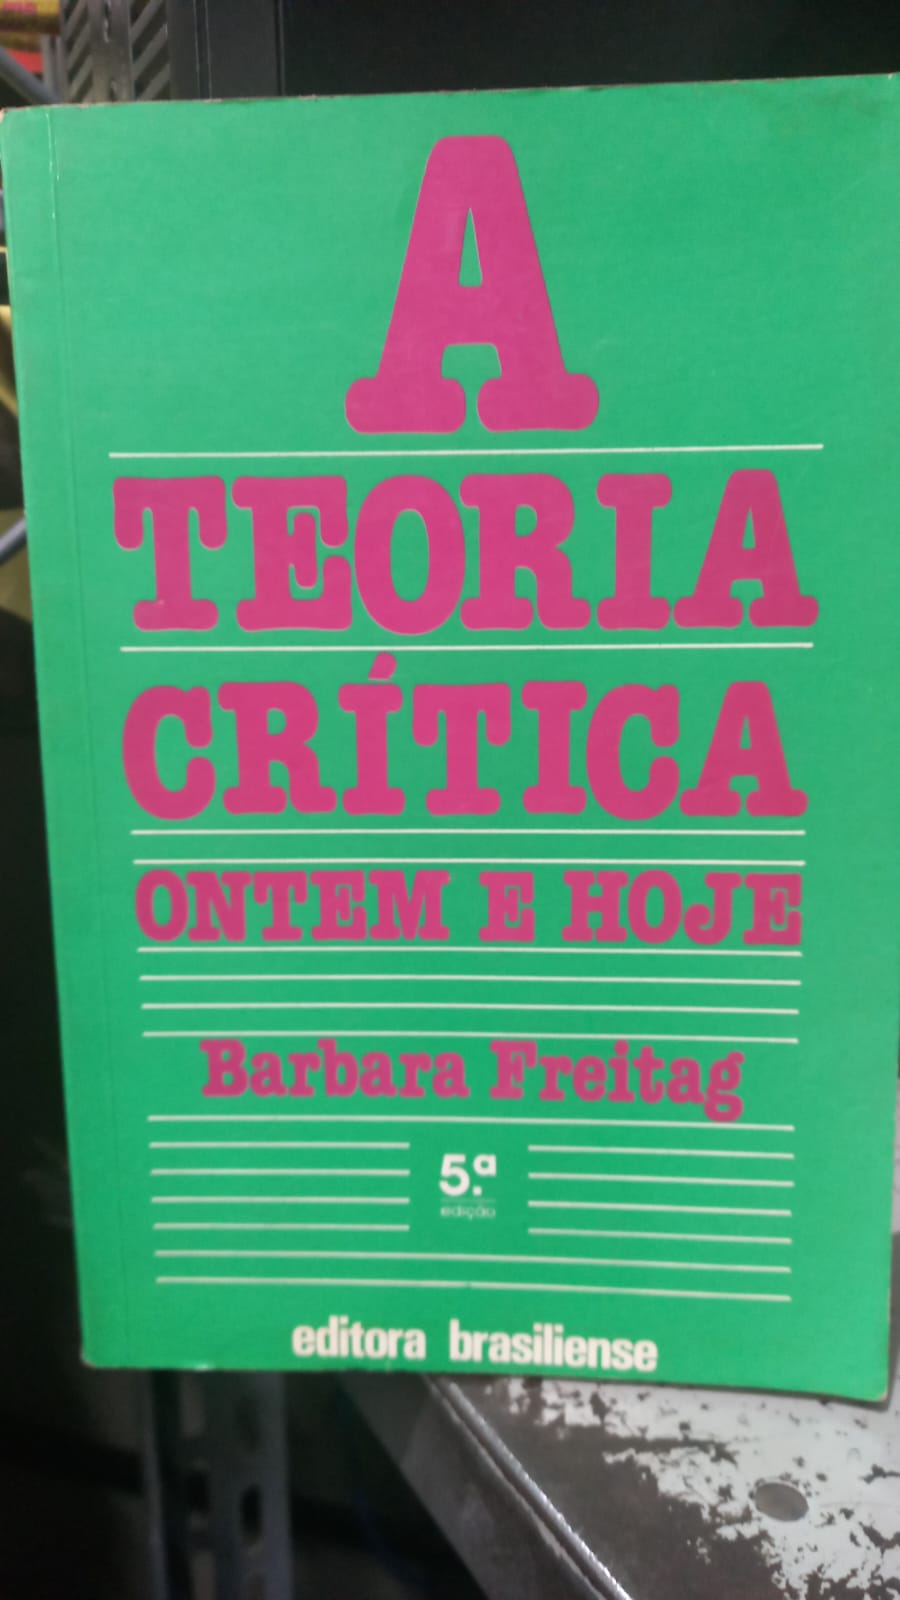 A
TEORIA
CRÍTICA
ONTEM E HOJE
Barbara Freitag
5.ª
edição
editora brasiliense